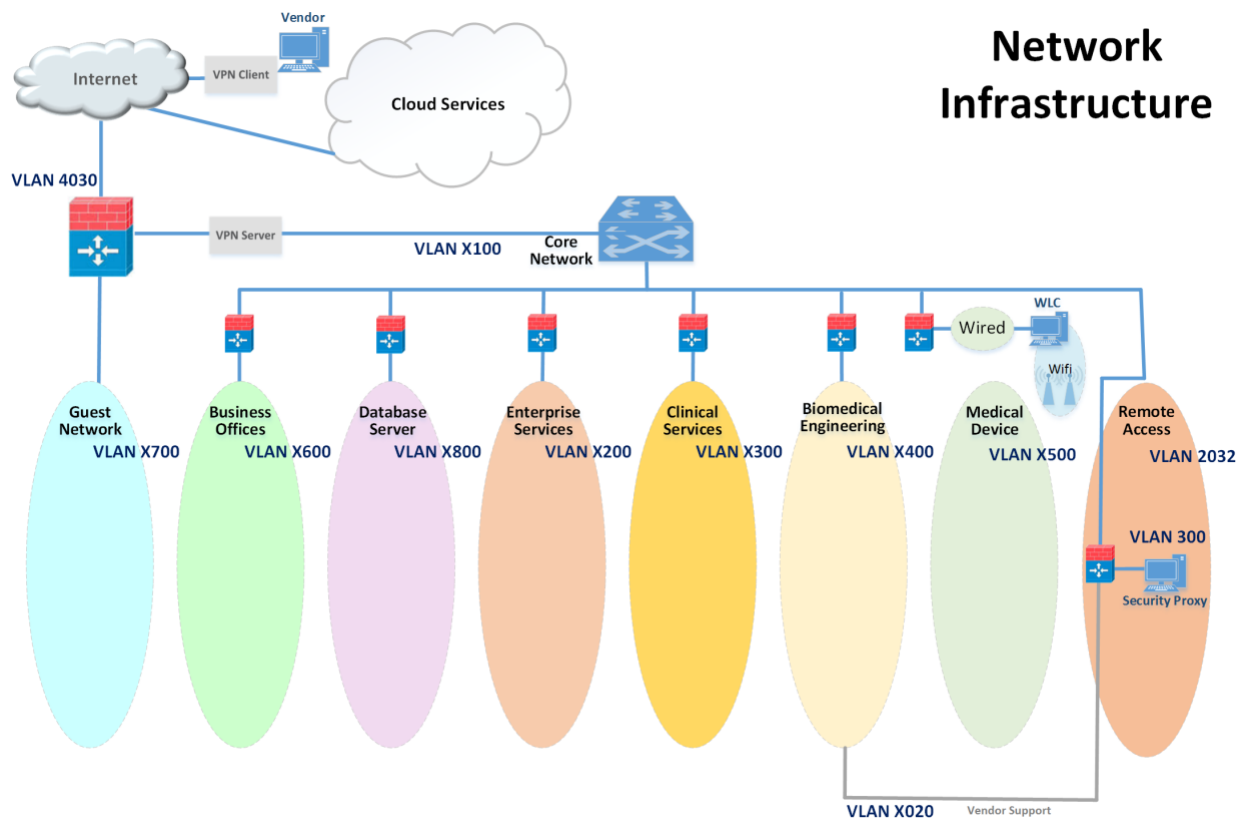 Network
Infrastructure
Vendor
Internet
VPN Client
Cloud Services
VLAN 4030
VPN Server
VLAN X100
Core
Network
WLC
Wired
Wifi
Guest
Network
VLAN X700
Business
Offices
VLAN X600
Database
Server
VLAN X800
Enterprise
Services
VLAN X200
Clinical
Services
VLAN X300
Biomedical
Engineering
VLAN X400
Medical
Device
VLAN X500
Remote
Access
VLAN 2032
VLAN 300
Security Proxy
VLAN X020
Vendor Support